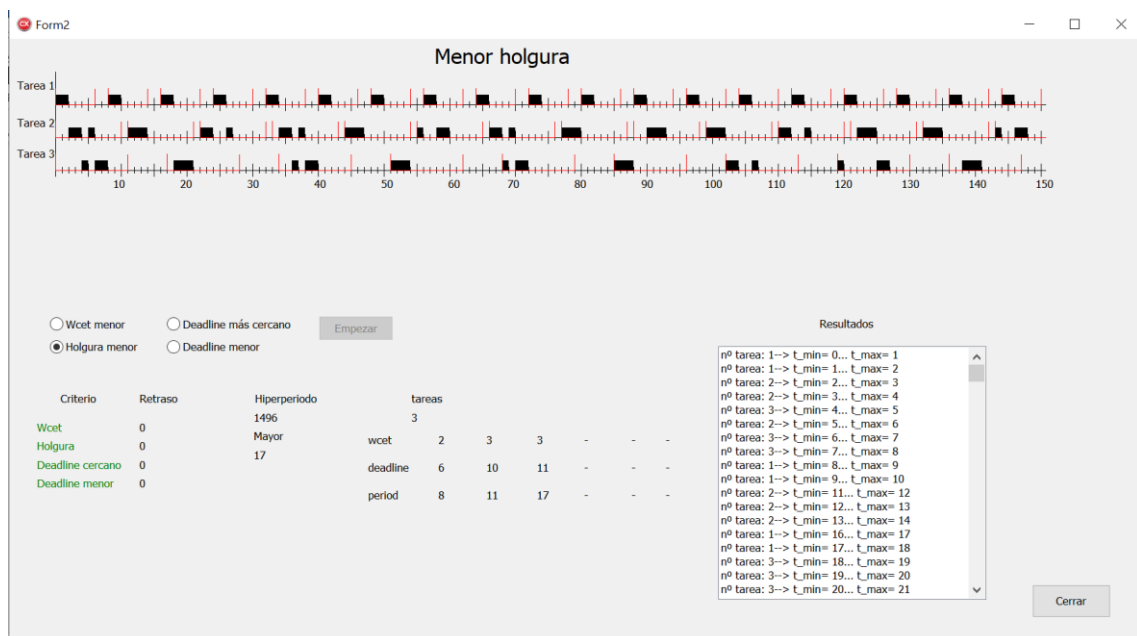 Form2
Menor holgura
Tarea 1
Tarea 2
Tarea 3
10 20 30 40 50 60 70 80 90 100 110 120 130 140 150
Wcet menor Deadline más cercano Empezar
Holgura menor Deadline menor
Resultados
nº tarea: 1--> t_min= 0... t_max= 1
nº tarea: 1--> t_min= 1... t_max= 2
nº tarea: 2--> t_min= 2... t_max= 3
nº tarea: 2--> t_min= 3... t_max= 4
nº tarea: 3--> t_min= 4... t_max= 5
nº tarea: 2--> t_min= 5... t_max= 6
nº tarea: 3--> t_min= 6... t_max= 7
nº tarea: 3--> t_min= 7... t_max= 8
nº tarea: 1--> t_min= 8... t_max= 9
nº tarea: 1--> t_min= 9... t_max= 10
nº tarea: 2--> t_min= 11... t_max= 12
nº tarea: 2--> t_min= 12... t_max= 13
nº tarea: 2--> t_min= 13... t_max= 14
nº tarea: 1--> t_min= 16... t_max= 17
nº tarea: 1--> t_min= 17... t_max= 18
nº tarea: 3--> t_min= 18... t_max= 19
nº tarea: 3--> t_min= 19... t_max= 20
nº tarea: 3--> t_min= 20... t_max= 21
Criterio Retraso
Wcet 0
Holgura 0
Deadline cercano 0
Deadline menor 0
Hiperperiodo
1496
Mayor
17
tareas
3
wcet 2 3 3 - - -
deadline 6 10 11 - - -
period 8 11 17 - - -
Cerrar